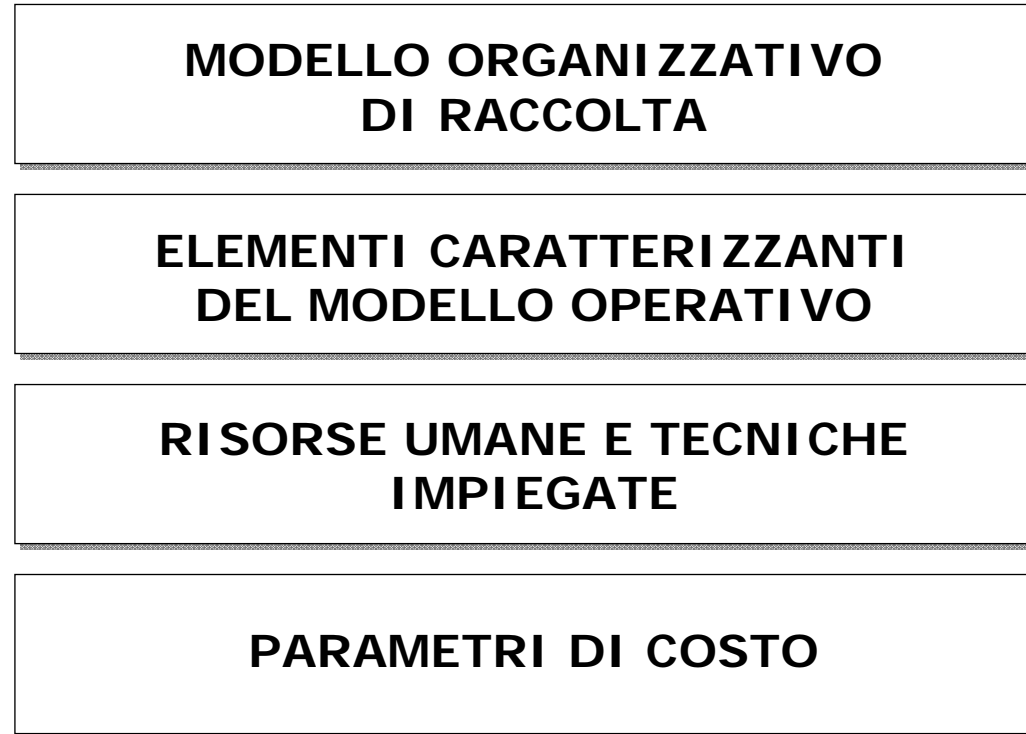 MODELLO ORGANIZZATIVO
DI RACCOLTA
ELEMENTI CARATTERIZZANTI
DEL MODELLO OPERATIVO
RISORSE UMANE E TECNICHE
IMPIEGATE
PARAMETRI DI COSTO